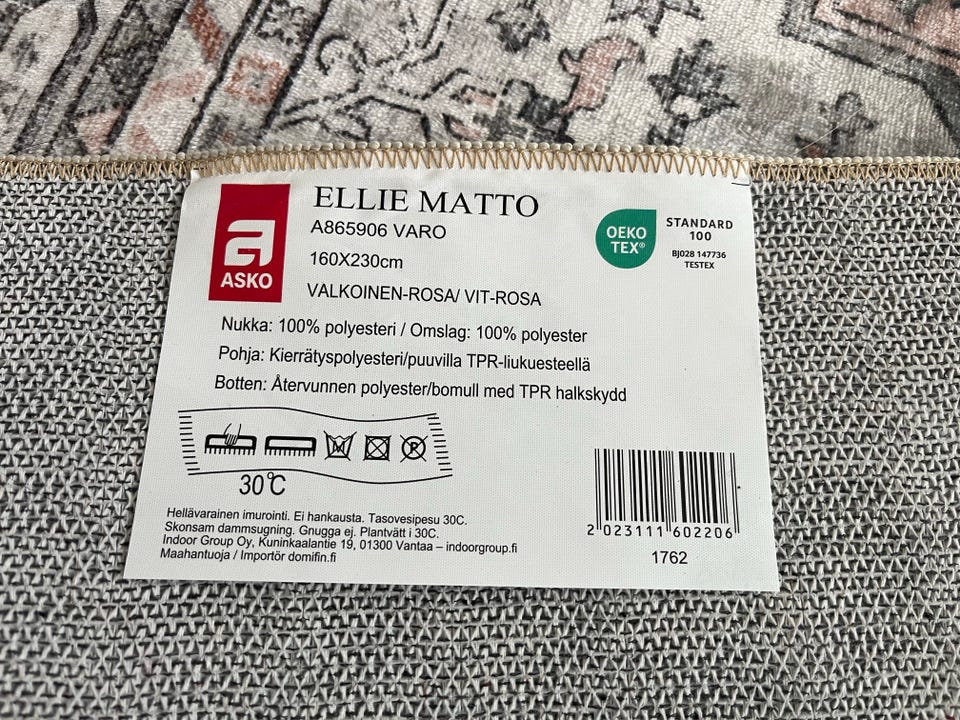 ELLIE MATTO
A865906 VARO
160X230cm
VALKOINEN-ROSA/ VIT-ROSA
ASKO
OEKO
TEX®
STANDARD
100
BJ028 147736
TESTEX
Nukka: 100% polyesteri / Omslag: 100% polyester
Pohja: Kierrätyspolyesteri/puuvilla TPR-liukuesteellä
Botten: Återvunnen polyester/bomull med TPR halkskydd
30℃
Hellävarainen imurointi. Ei hankausta. Tasovesipesu 30C.
Skonsam dammsugning. Gnugga ej. Plantvätt i 30C.
Indoor Group Oy, Kuninkaalantie 19, 01300 Vantaa – indoorgroup.fi
Maahantuoja / Importör domifin.fi
2 023111 602206
1762